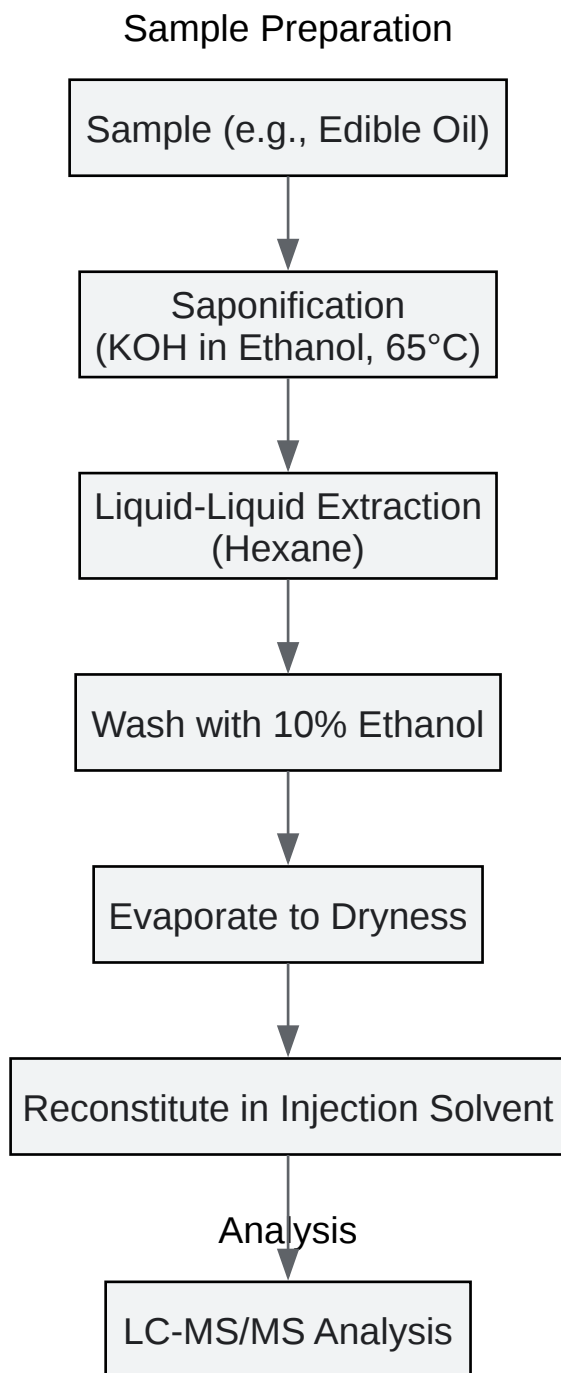 Sample Preparation
Sample (e.g., Edible Oil)
Saponification
(KOH in Ethanol, 65°C)
Liquid-Liquid Extraction
(Hexane)
Wash with 10% Ethanol
Evaporate to Dryness
Reconstitute in Injection Solvent
Analysis
LC-MS/MS Analysis